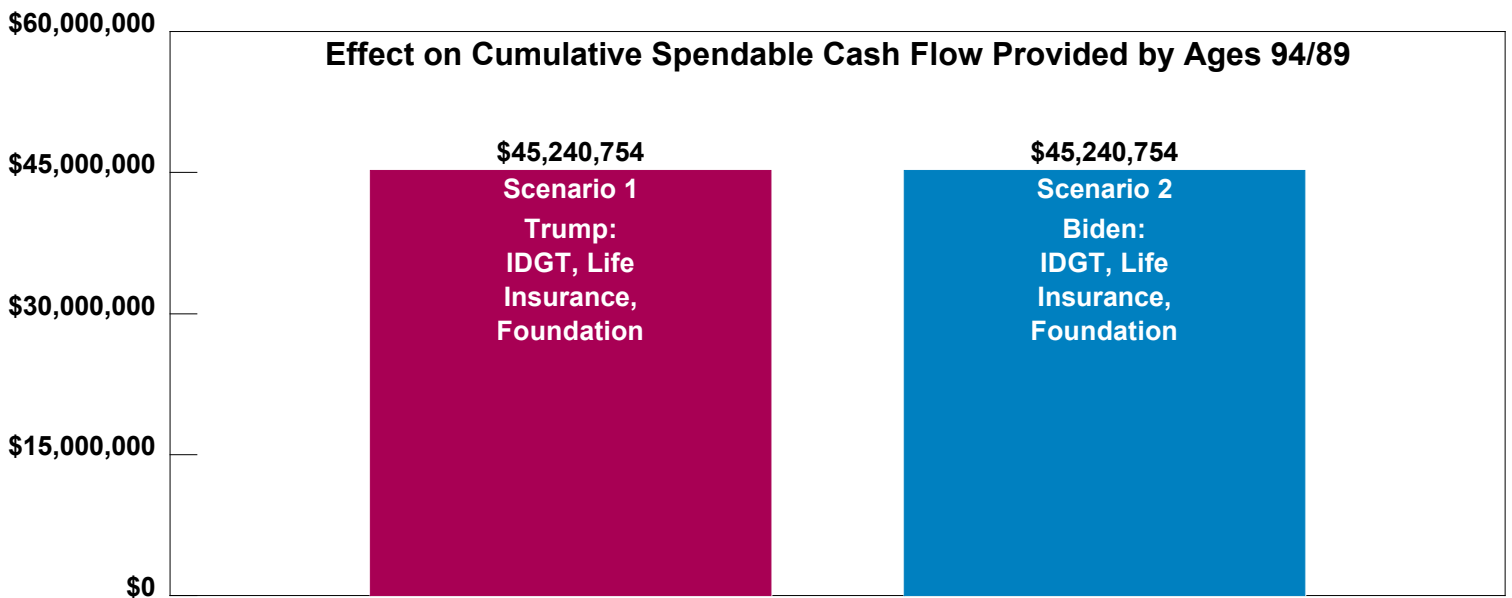 $60,000,000
Effect on Cumulative Spendable Cash Flow Provided by Ages 94/89
$45,240,754
$45,240,754
$45,000,000
Scenario 1
Scenario 2
Trump:
Biden:
IDGT, Life
IDGT, Life
Insurance,
Insurance,
$30,000,000
Foundation
Foundation
$15,000,000
$0